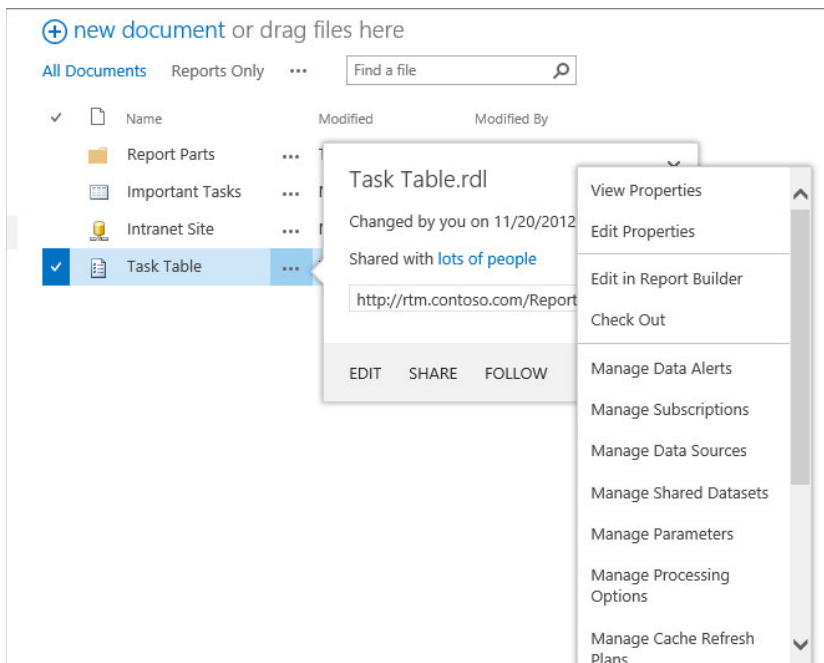 new document or drag files here
All Documents Reports Only ...
Find a file
Name Modified Modified By
Report Parts ...
Important Tasks ...
Intranet Site ...
Task Table ...
Task Table.rdl
Changed by you on 11/20/2012
Shared with lots of people
http://rtm.contoso.com/Report
EDIT SHARE FOLLOW
View Properties
Edit Properties
Edit in Report Builder
Check Out
Manage Data Alerts
Manage Subscriptions
Manage Data Sources
Manage Shared Datasets
Manage Parameters
Manage Processing
Options
Manage Cache Refresh
Plans